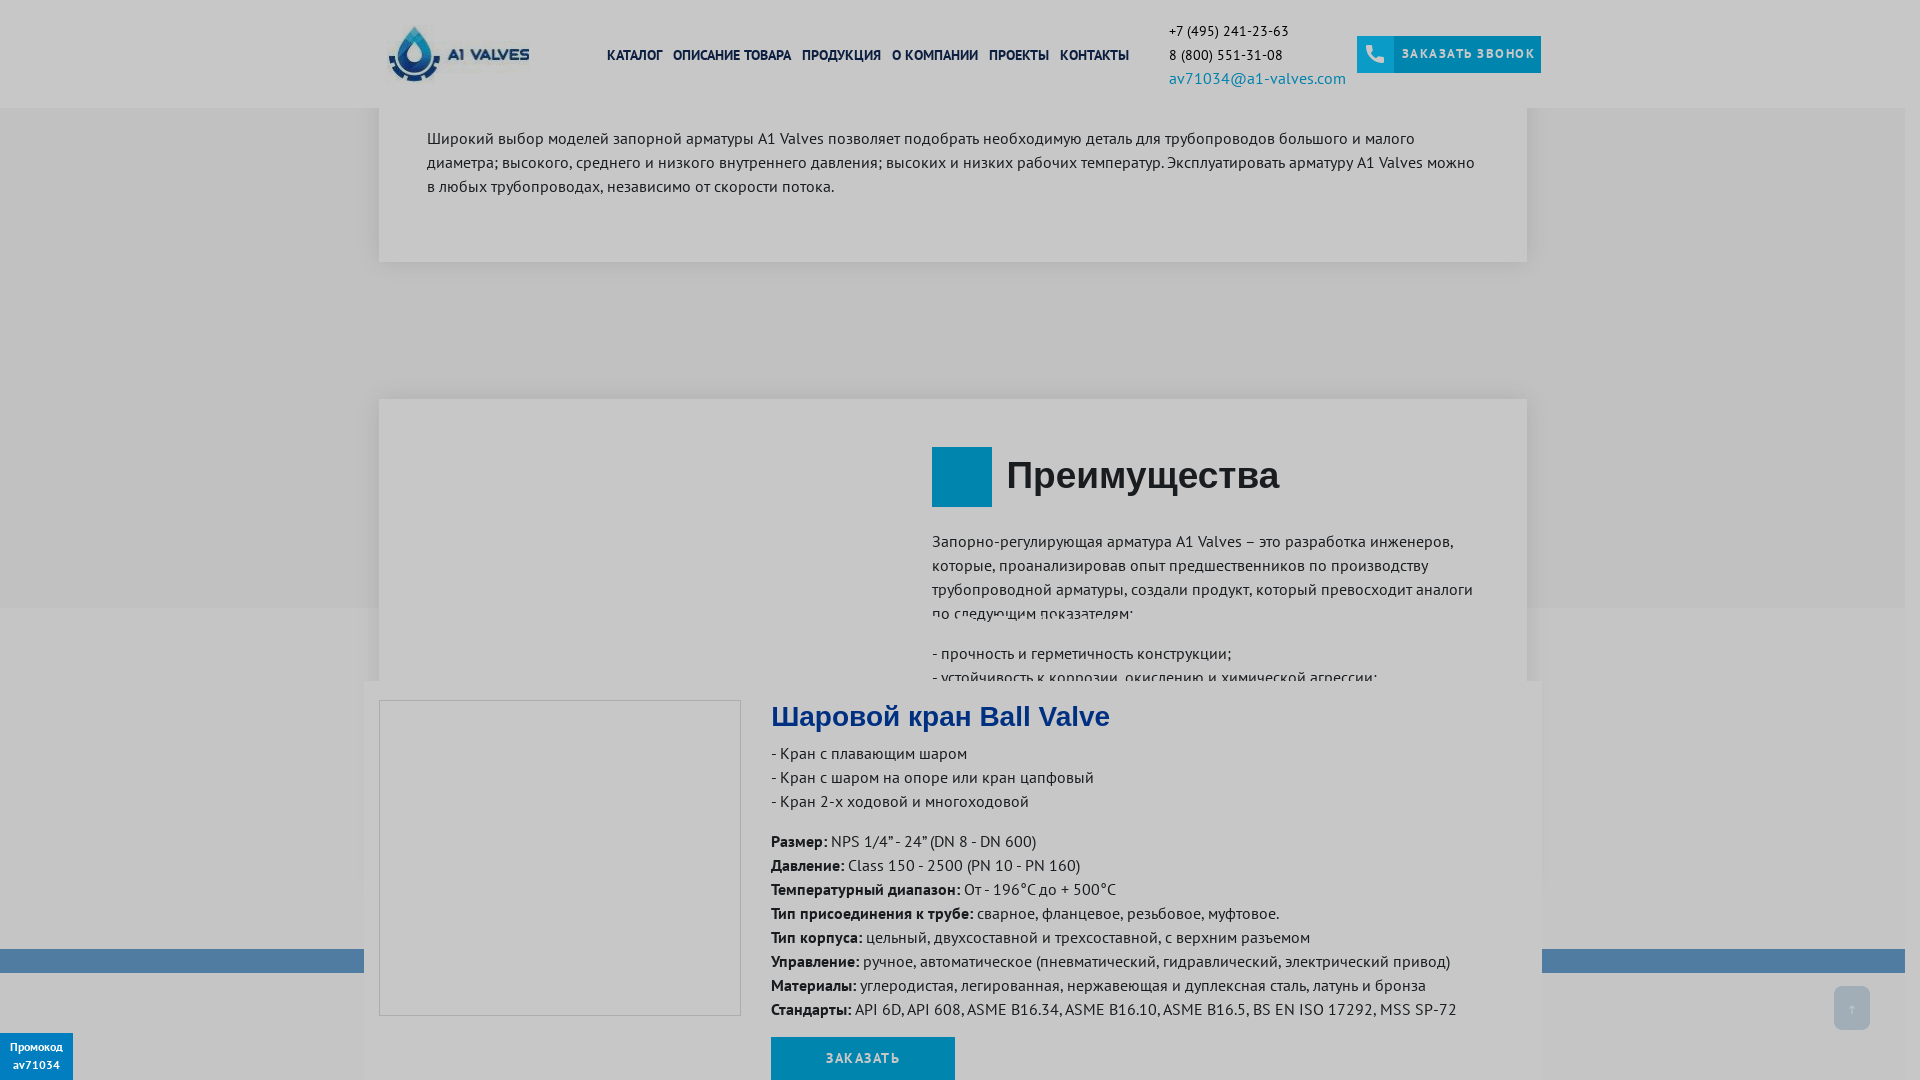 A1 VALVES
КАТАЛОГ ОПИСАНИЕ ТОВАРА ПРОДУКЦИЯ О КОМПАНИИ ПРОЕКТЫ КОНТАКТЫ
+7 (495) 241-23-63
8 (800) 551-31-08
av71034@a1-valves.com
ЗАКАЗАТЬ ЗВОНОК
Широкий выбор моделей запорной арматуры A1 Valves позволяет подобрать необходимую деталь для трубопроводов большого и малого
диаметра; высокого, среднего и низкого внутреннего давления; высоких и низких рабочих температур. Эксплуатировать арматуру A1 Valves можно
в любых трубопроводах, независимо от скорости потока.
Преимущества
Запорно-регулирующая арматура A1 Valves – это разработка инженеров,
которые, проанализировав опыт предшественников по производству
трубопроводной арматуры, создали продукт, который превосходит аналоги
по следующим показателям:
- прочность и герметичность конструкции;
- устойчивость к коррозии, окислению и химической агрессии;
Шаровой кран Ball Valve
- Кран с плавающим шаром
- Кран с шаром на опоре или кран цапфовый
- Кран 2-х ходовой и многоходовой
Размер: NPS 1/4” - 24” (DN 8 - DN 600)
Давление: Class 150 - 2500 (PN 10 - PN 160)
Температурный диапазон: От - 196°C до + 500°C
Тип присоединения к трубе: сварное, фланцевое, резьбовое, муфтовое.
Тип корпуса: цельный, двухсоставной и трехсоставной, с верхним разъемом
Управление: ручное, автоматическое (пневматический, гидравлический, электрический привод)
Материалы: углеродистая, легированная, нержавеющая и дуплексная сталь, латунь и бронза
Стандарты: API 6D, API 608, ASME B16.34, ASME B16.10, ASME B16.5, BS EN ISO 17292, MSS SP-72
ЗАКАЗАТЬ
Промокод
av71034